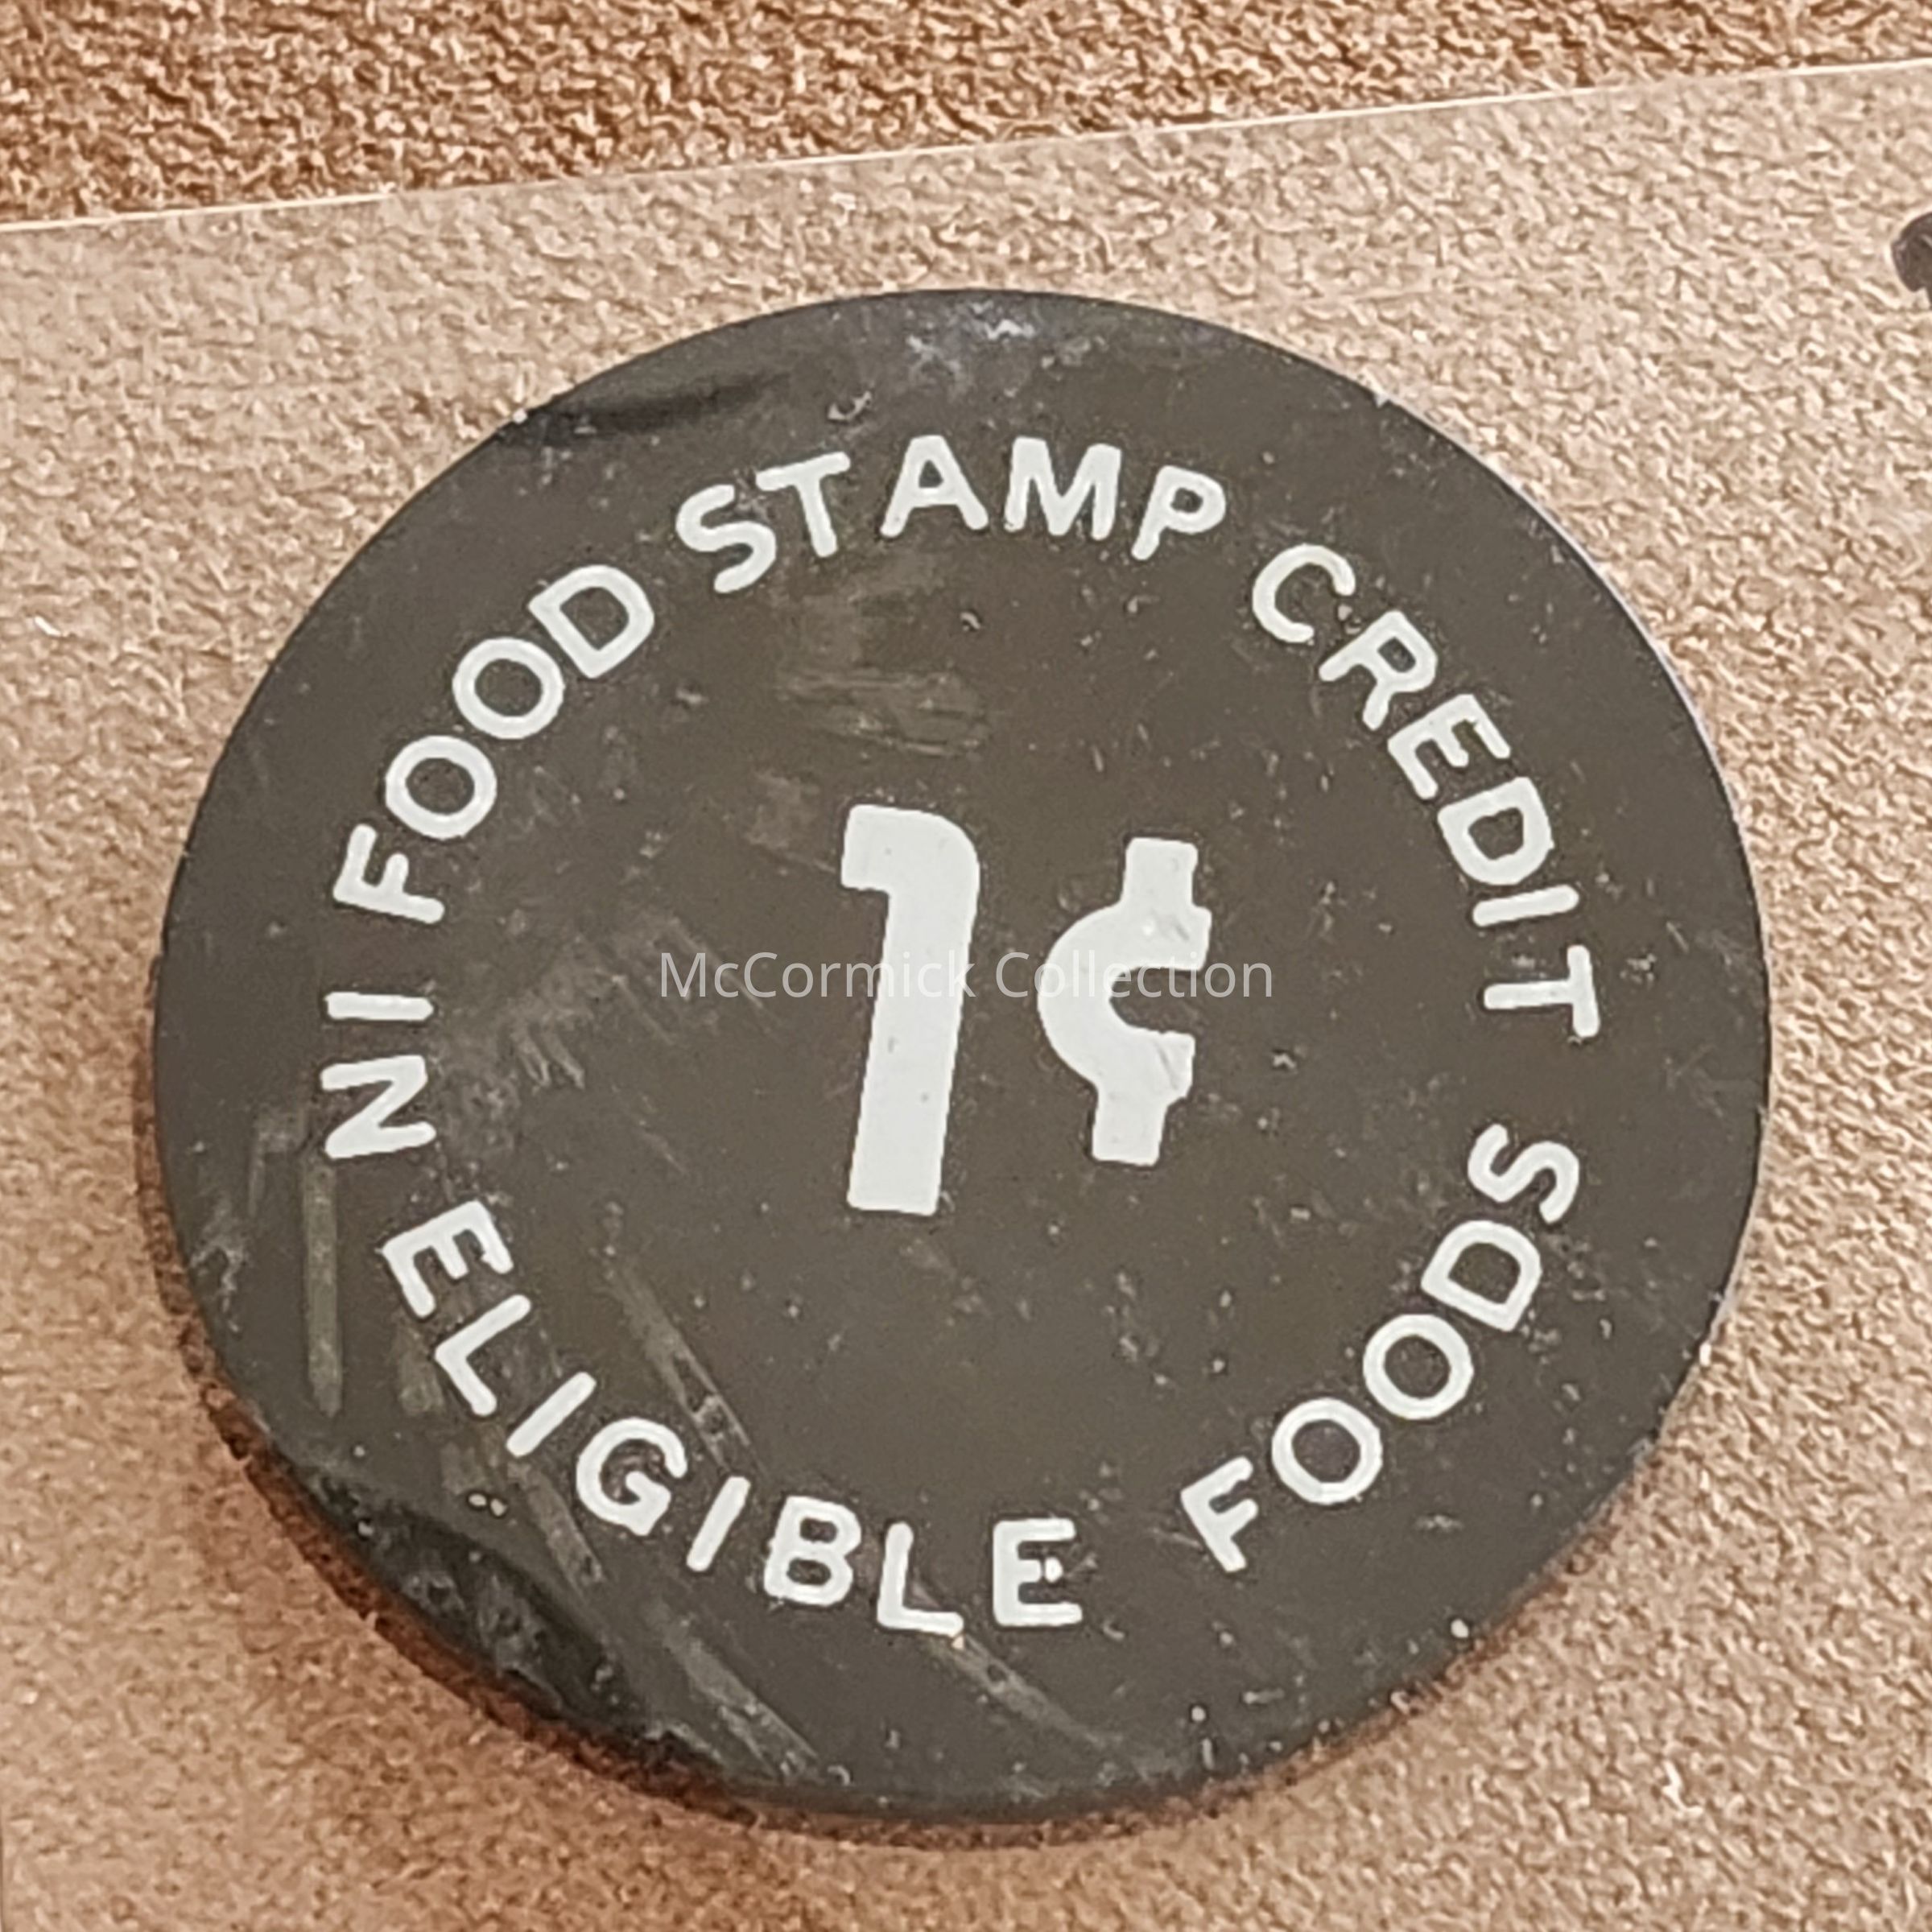 FOOD STAMP CREDIT
1¢
IN ELIGIBLE FOODS
McCormick Collection